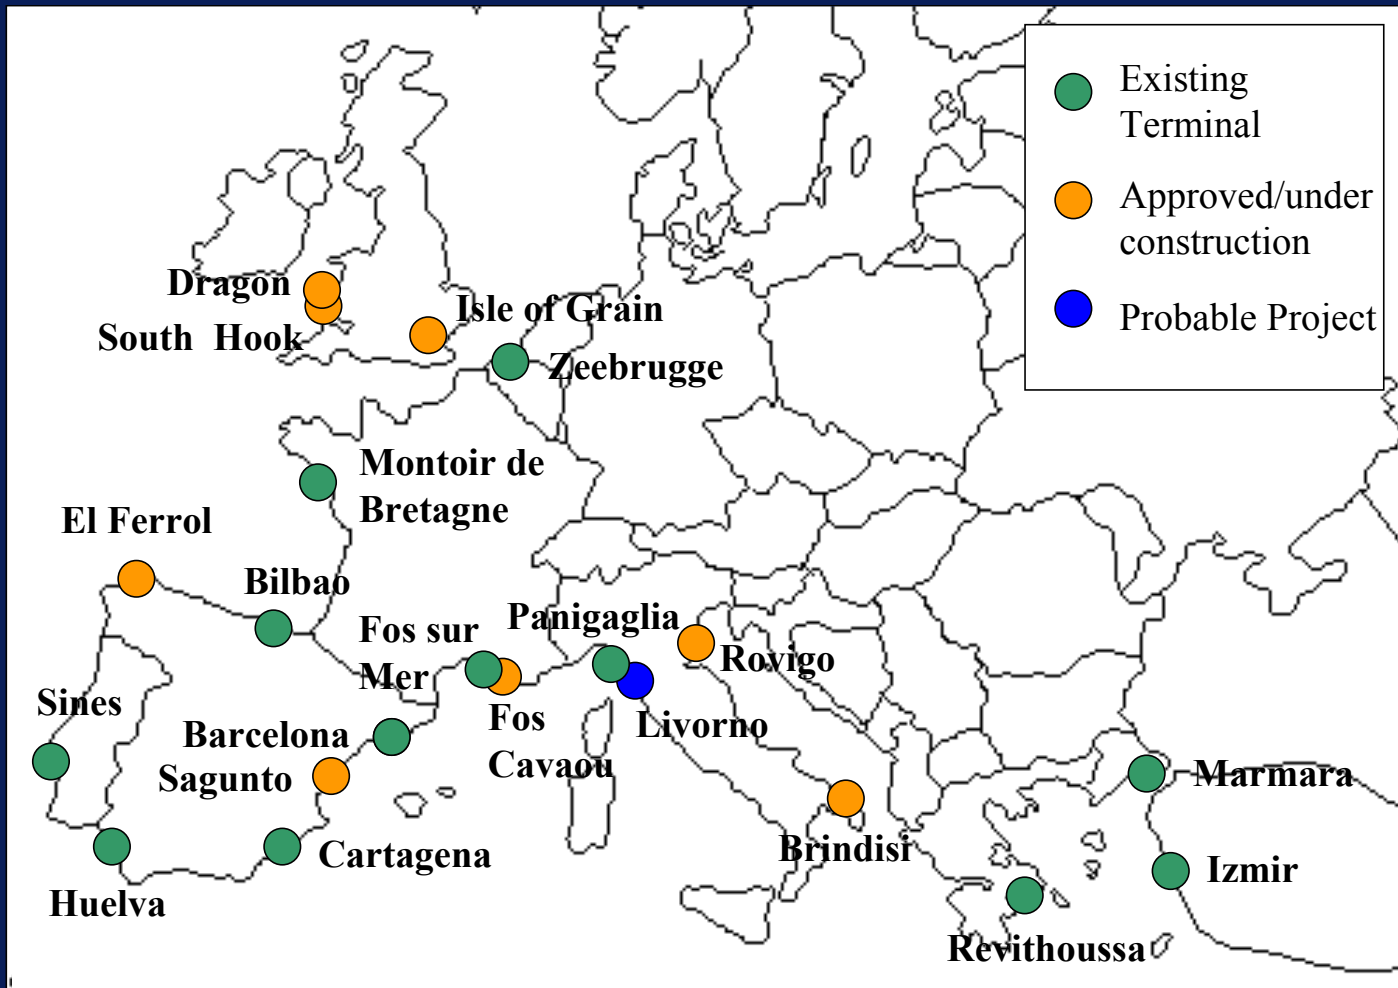 Existing
Terminal
Approved/under
construction
Probable Project
Dragon
South Hook
Isle of Grain
Zeebrugge
Montoir de
Bretagne
El Ferrol
Bilbao
Fos sur
Mer
Panigaglia
Rovigo
Sines
Barcelona
Sagunto
Fos
Cavaou
Livorno
Marmara
Cartagena
Brindisi
Izmir
Huelva
Revithoussa